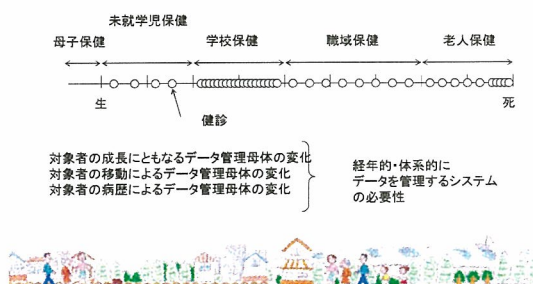 未就学児保健
母子保健
学校保健
職域保健
老人保健
生
死
健診
対象者の成長にともなるデータ管理母体の変化
対象者の移動によるデータ管理母体の変化
対象者の病歴によるデータ管理母体の変化
経年的・体系的に
データを管理するシステム
の必要性